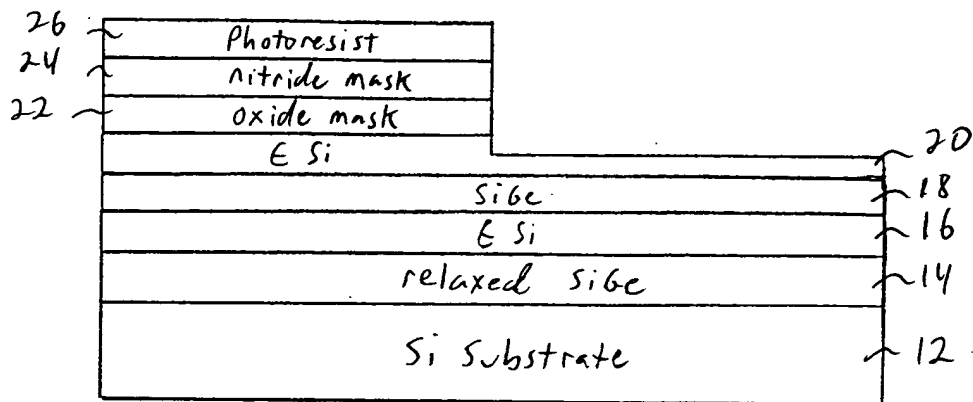 26 Photoresist
24 nitride mask
22 oxide mask
ε Si 20
SiGe 18
ε Si 16
relaxed SiGe 14
Si Substrate 12